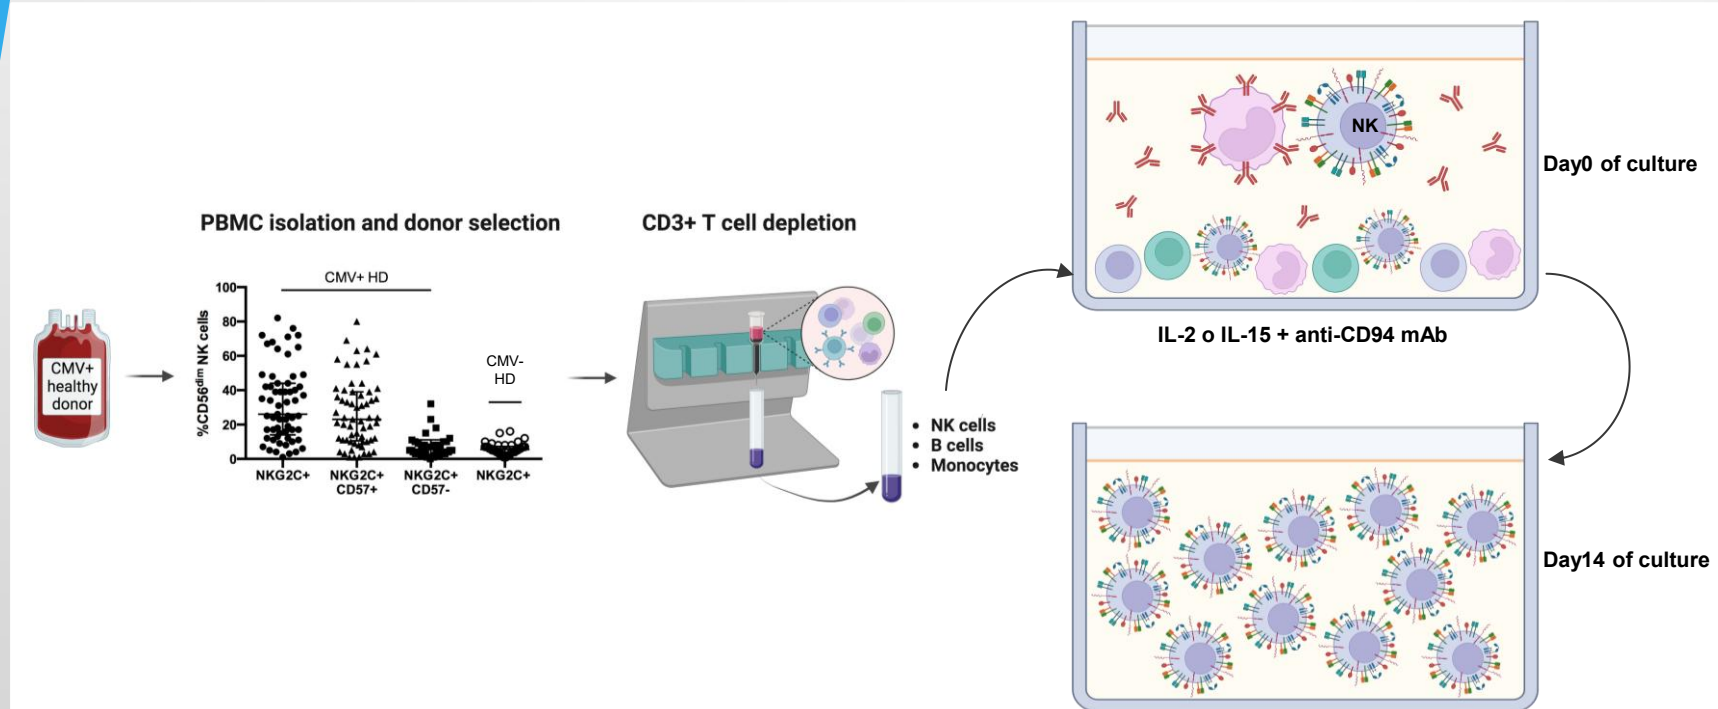 PBMC isolation and donor selection
CD3+ T cell depletion
CMV+
healthy
donor
%CD56dim NK cells
100
80
60
40
20
0
CMV+ HD
CMV-
HD
NKG2C+
NKG2C+
CD57+
NKG2C+
CD57-
NKG2C+
• NK cells
• B cells
• Monocytes
NK
Day0 of culture
IL-2 o IL-15 + anti-CD94 mAb
Day14 of culture